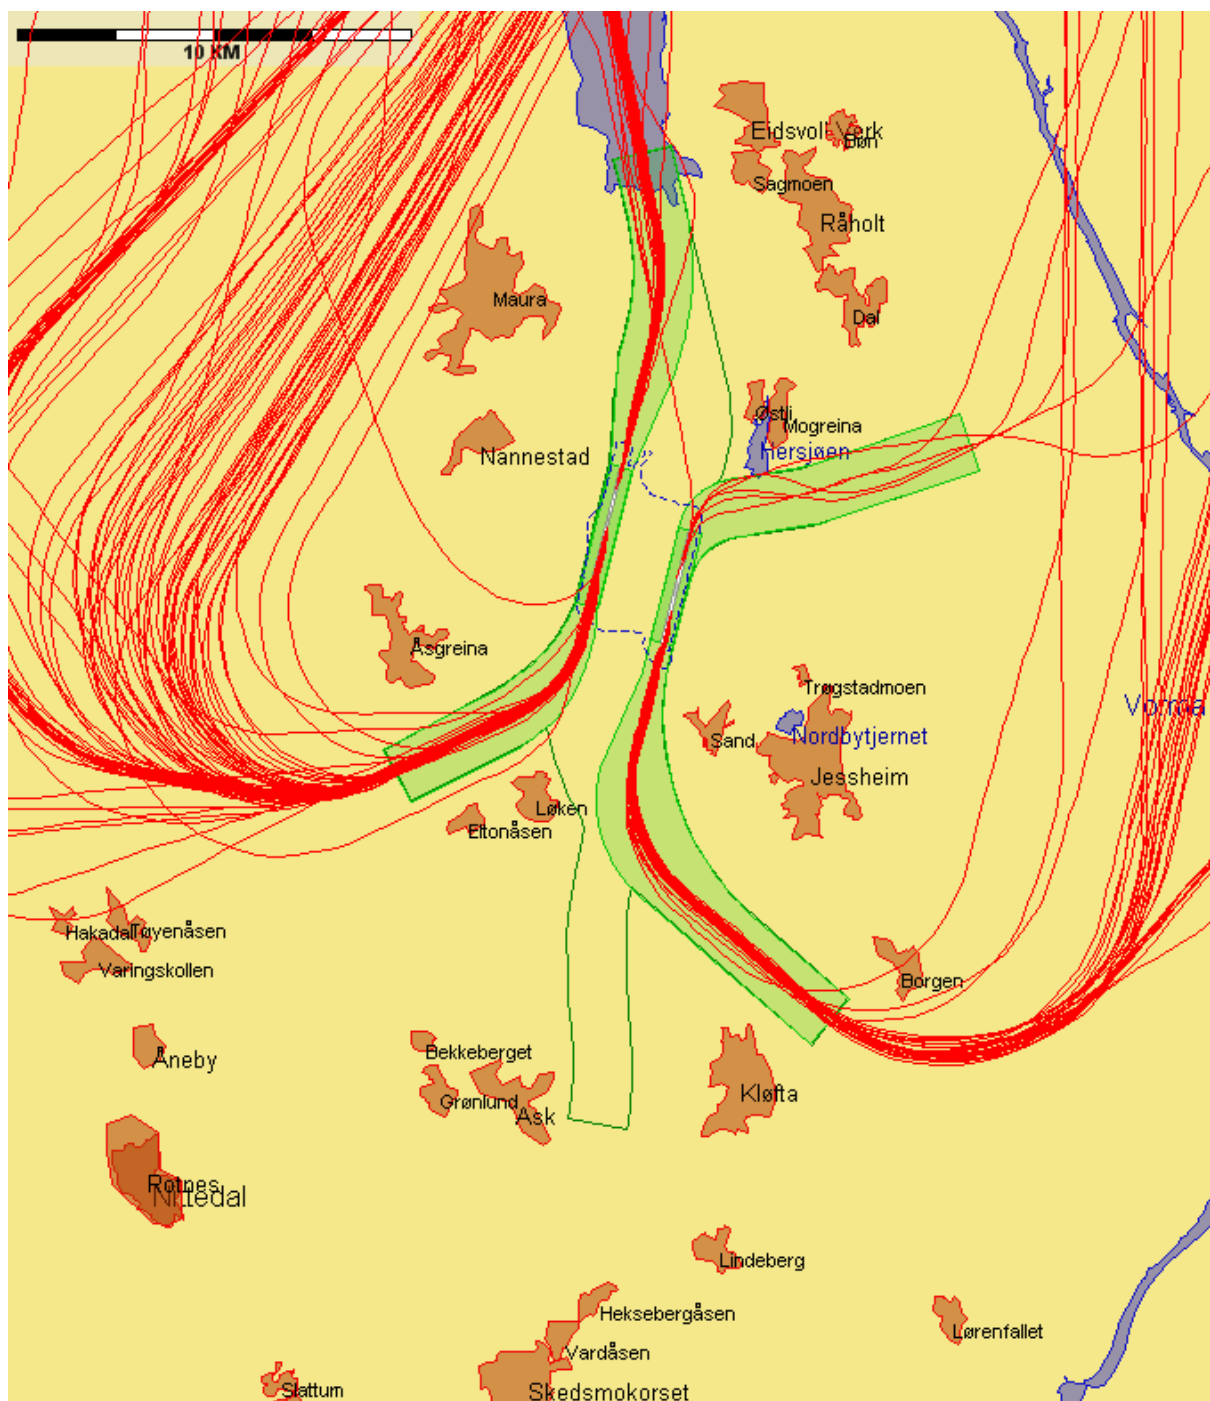 10 KM
Eidsvoll Verk
Bøn
Sagmoen
Råholt
Maura
Dal
Østli
Mogreina
Nannestad
Hersjøen
Åsgreina
Trøgstadmoen
Vorma
Nordbytjernet
Sand
Jessheim
Løken
Eltonåsen
Hakadal
Tøyenåsen
Varingskollen
Borgen
Bekkeberget
Åneby
Kløfta
Grønlund
Ask
Rotnes
Nittedal
Lindeberg
Heksebergåsen
Lørenfallet
Vardåsen
Slattum
Skedsmokorset